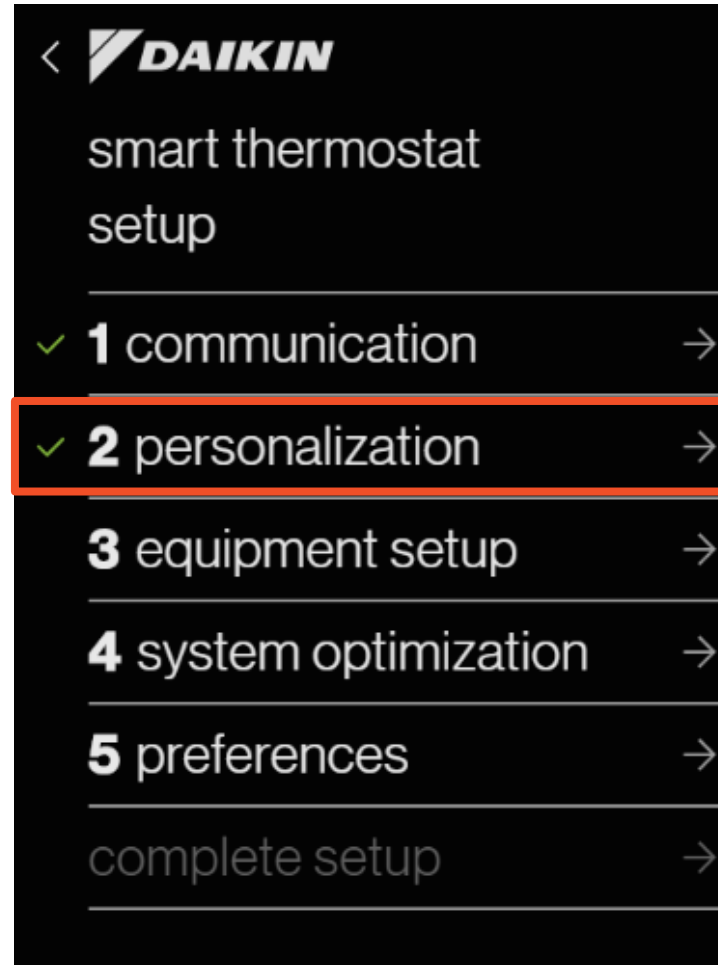 DAIKIN
smart thermostat
setup
1 communication
2 personalization
3 equipment setup
4 system optimization
5 preferences
complete setup